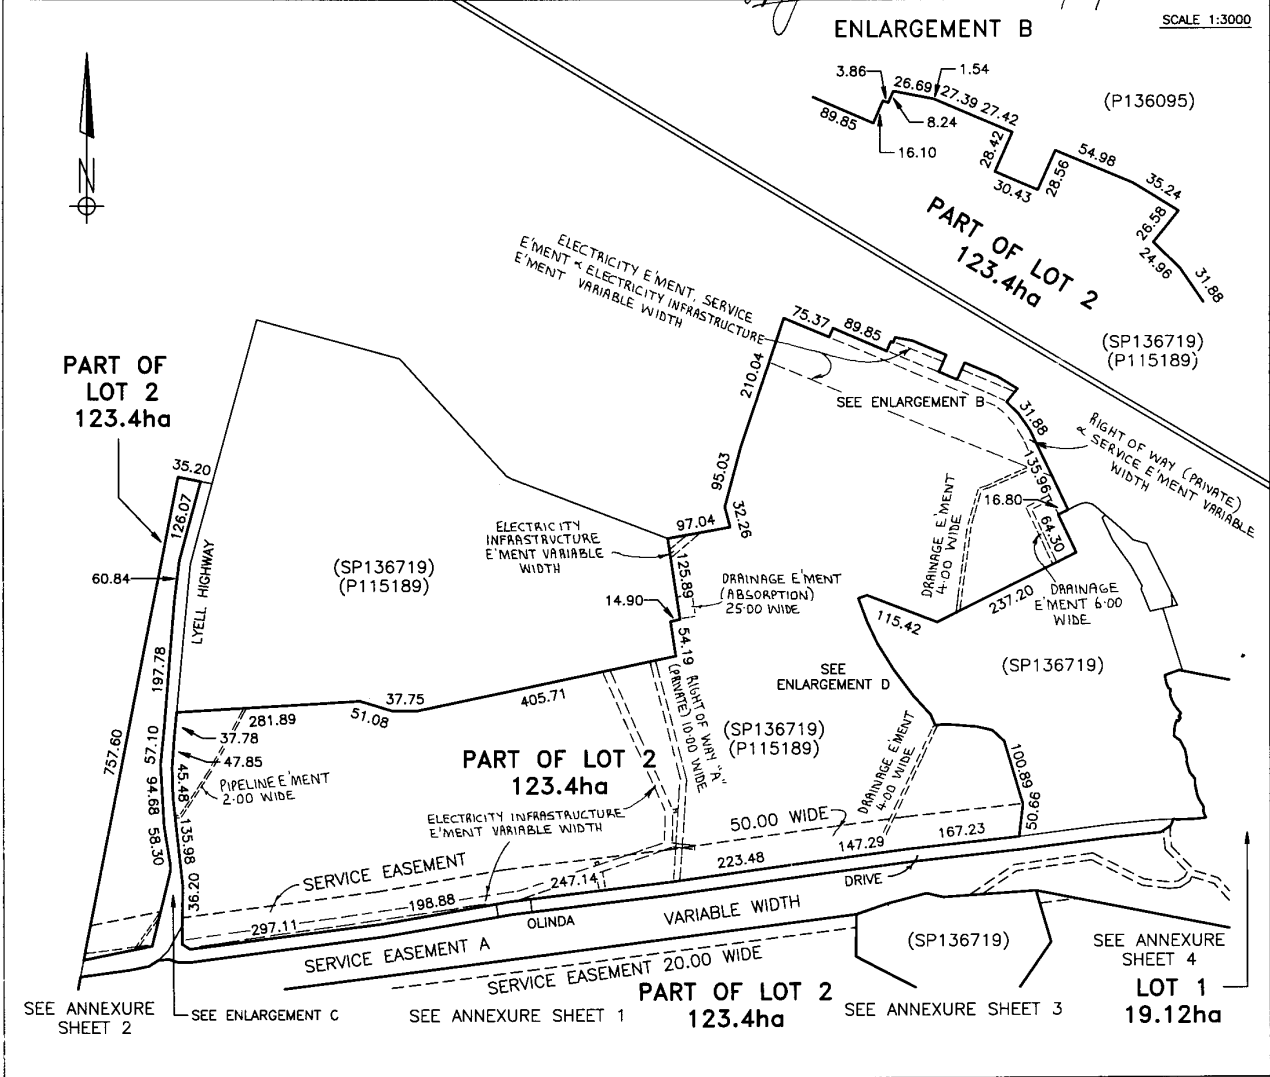 ENLARGEMENT B
SCALE 1:3000
3.86
26.69
1.54
27.39
27.42
89.85
8.24
16.10
28.42
30.43
28.56
54.98
35.24
26.58
24.96
31.88
(P136095)
PART OF LOT 2
123.4ha
(SP136719)
(P115189)
N
ELECTRICITY E'MENT, SERVICE
E'MENT & ELECTRICITY INFRASTRUCTURE
E'MENT VARIABLE WIDTH
PART OF
LOT 2
123.4ha
75.37
89.85
210.04
SEE ENLARGEMENT B
31.88
RIGHT OF WAY (PRIVATE)
& SERVICE E'MENT VARIABLE
WIDTH
135.96
16.80
64.30
35.20
126.07
95.03
32.26
97.04
ELECTRICITY
INFRASTRUCTURE
E'MENT VARIABLE
WIDTH
125.89
DRAINAGE E'MENT
4.00 WIDE
(SP136719)
(P115189)
60.84
LYELL HIGHWAY
14.90
DRAINAGE E'MENT
(ABSORPTION)
25.00 WIDE
DRAINAGE
E'MENT 6.00
WIDE
237.20
115.42
54.19
RIGHT OF WAY "A"
(PRIVATE) 10.00 WIDE
SEE
ENLARGEMENT D
(SP136719)
197.78
757.60
281.89
51.08
37.75
405.71
37.78
47.85
57.01
94.68
58.30
45.48
135.98
36.20
PIPELINE E'MENT
2.00 WIDE
PART OF LOT 2
123.4ha
(SP136719)
(P115189)
DRAINAGE E'MENT
4.00 WIDE
100.89
50.66
ELECTRICITY INFRASTRUCTURE
E'MENT VARIABLE WIDTH
50.00 WIDE
SERVICE EASEMENT
297.11
198.88
247.14
223.48
147.29
167.23
OLINDA
DRIVE
VARIABLE WIDTH
SERVICE EASEMENT A
SERVICE EASEMENT 20.00 WIDE
(SP136719)
SEE ANNEXURE
SHEET 4
LOT 1
19.12ha
SEE ANNEXURE
SHEET 2
SEE ENLARGEMENT C
SEE ANNEXURE SHEET 1
PART OF LOT 2
123.4ha
SEE ANNEXURE SHEET 3